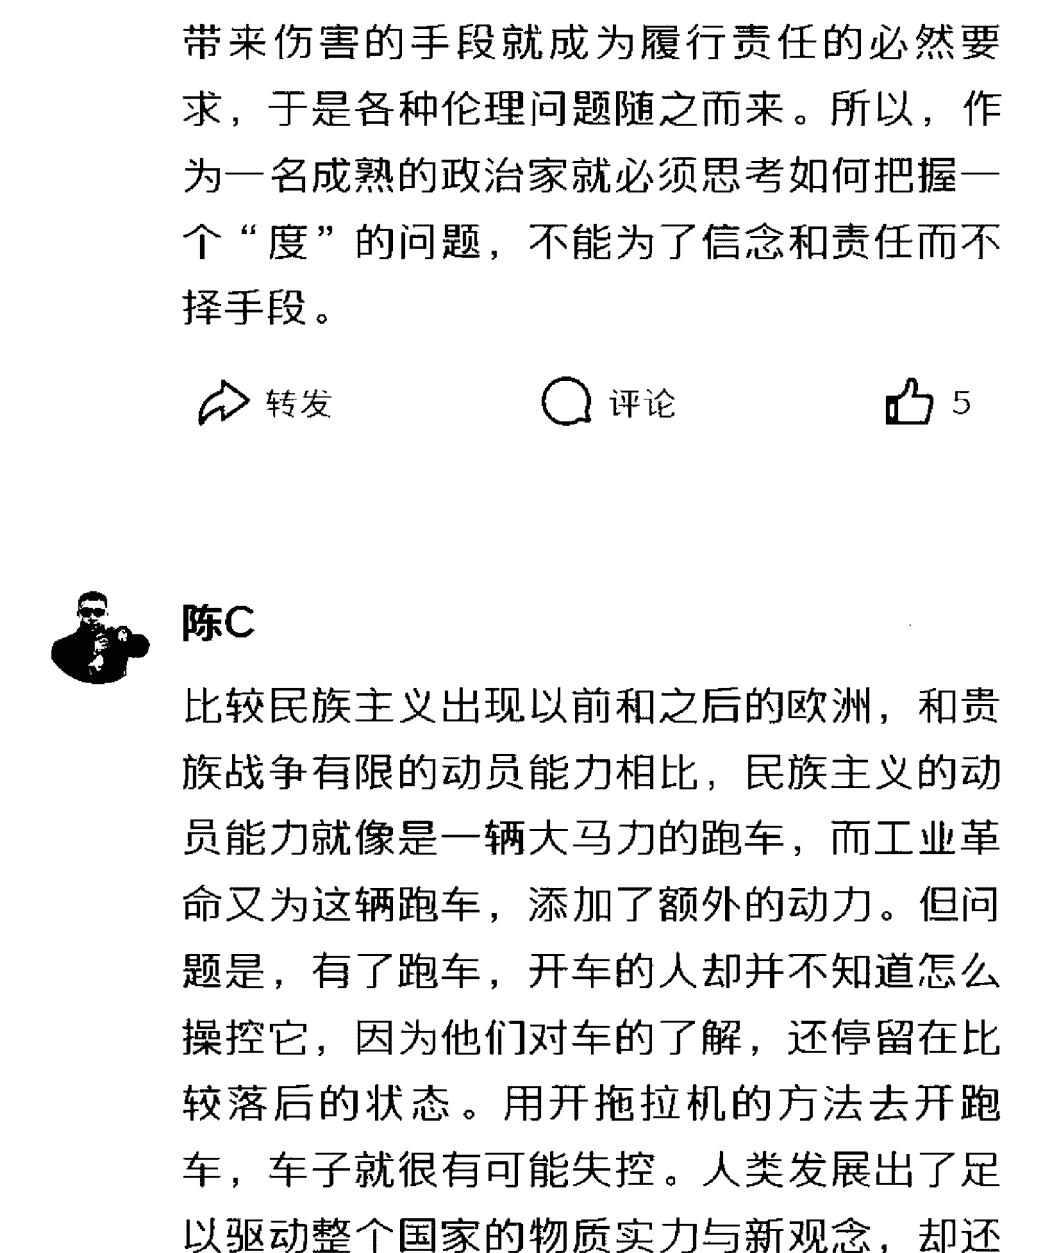 带来伤害的手段就成为履行责任的必然要
求，于是各种伦理问题随之而来。所以，作
为一名成熟的政治家就必须思考如何把握一
个“度”的问题，不能为了信念和责任而不
择手段。
转发 评论 5
陈C
比较民族主义出现以前和之后的欧洲，和贵
族战争有限的动员能力相比，民族主义的动
员能力就像是一辆大马力的跑车，而工业革
命又为这辆跑车，添加了额外的动力。但问
题是，有了跑车，开车的人却并不知道怎么
操控它，因为他们对车的了解，还停留在比
较落后的状态。用开拖拉机的方法去开跑
车，车子就很有可能失控。人类发展出了足
以驱动整个国家的物质实力与新观念，却还